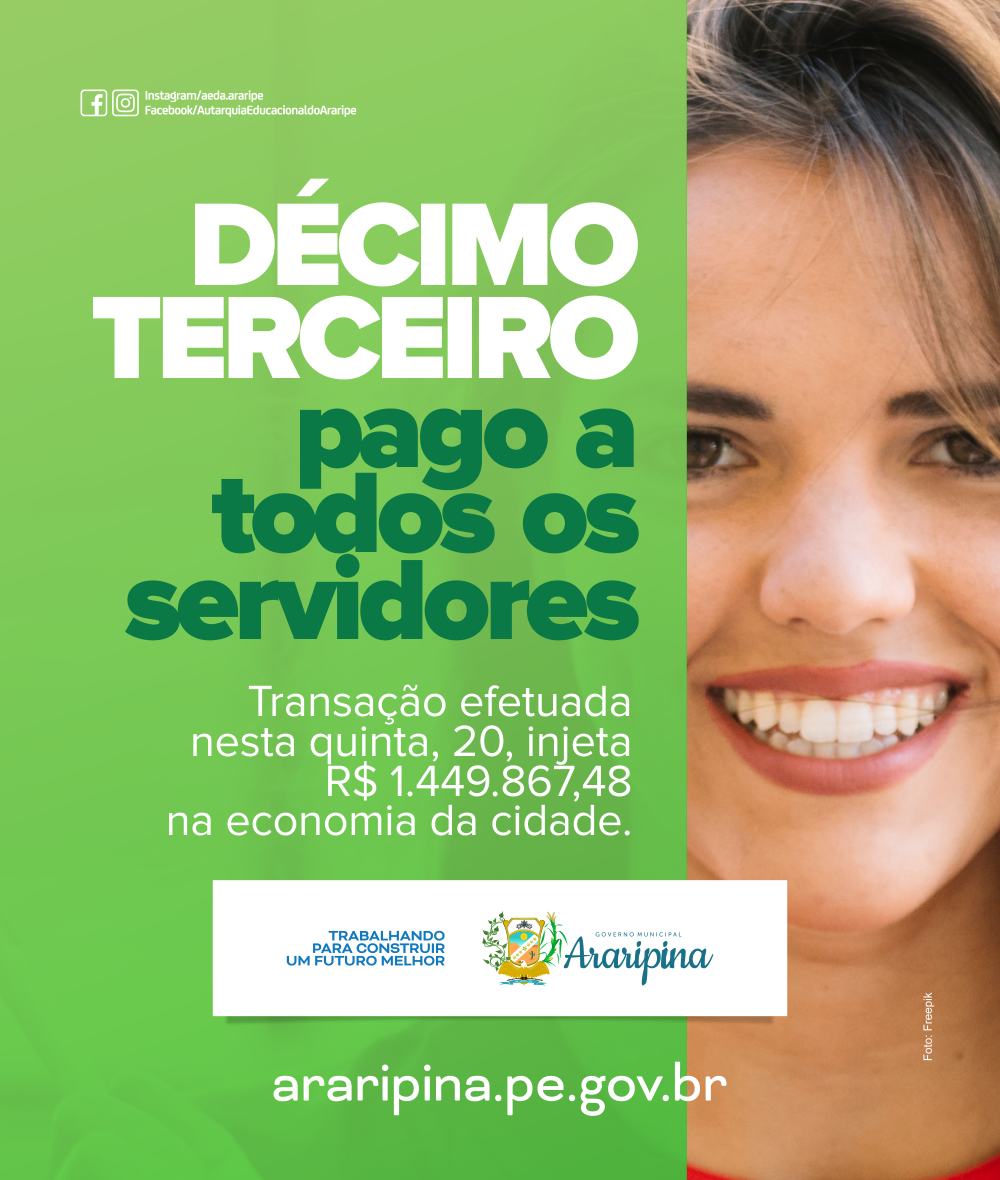 Instagram/aeda.araripe
Facebook/AutarquiaEducacionaldoAraripe
DÉCIMO
TERCEIRO
pago a
todos os
servidores
Transação efetuada
nesta quinta, 20, injeta
R$ 1.449.867,48
na economia da cidade.
TRABALHANDO
PARA CONSTRUIR
UM FUTURO MELHOR
GOVERNO MUNICIPAL
Araripina
Foto: Freepik
araripina.pe.gov.br